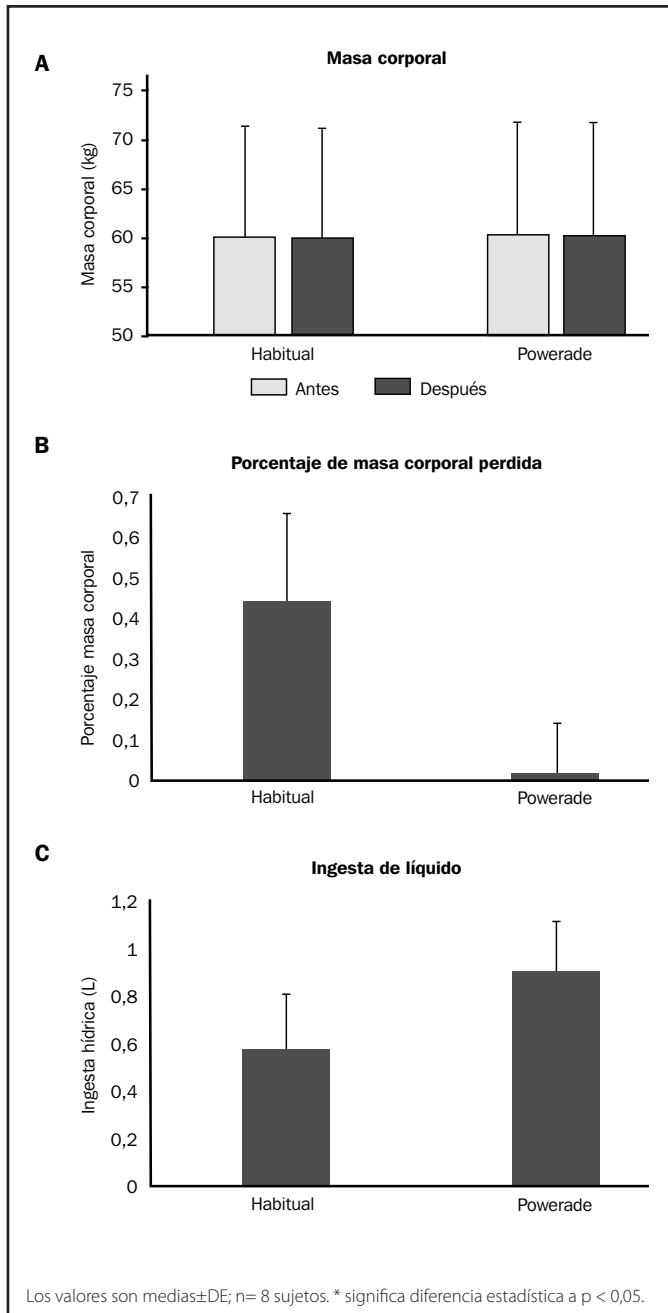 A
Masa corporal
Masa corporal (kg)
75
70
65
60
55
50
Habitual
Powerade
Antes
Después
B
Porcentaje de masa corporal perdida
Porcentaje masa corporal
0,7
0,6
0,5
0,4
0,3
0,2
0,1
0
Habitual
Powerade
C
Ingesta de líquido
Ingesta hídrica (L)
1,2
1
0,8
0,6
0,4
0,2
0
Habitual
Powerade
Los valores son medias±DE; n= 8 sujetos. * significa diferencia estadística a p < 0,05.